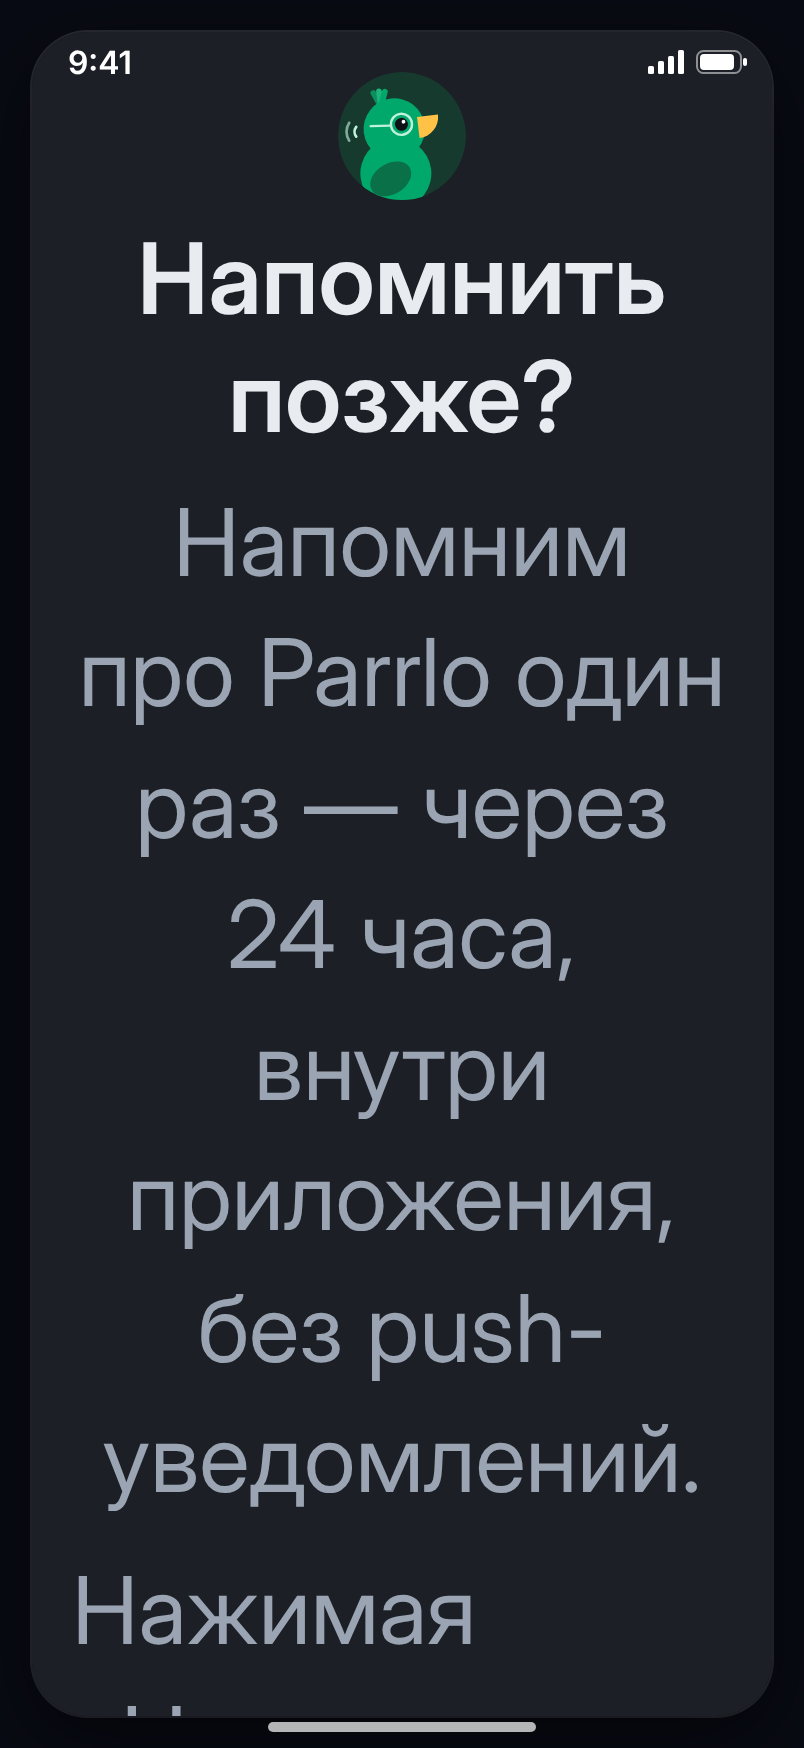 9:41
Напомнить
позже?
Напомним
про Parrlo один
раз — через
24 часа,
внутри
приложения,
без push-
уведомлений.
Нажимая